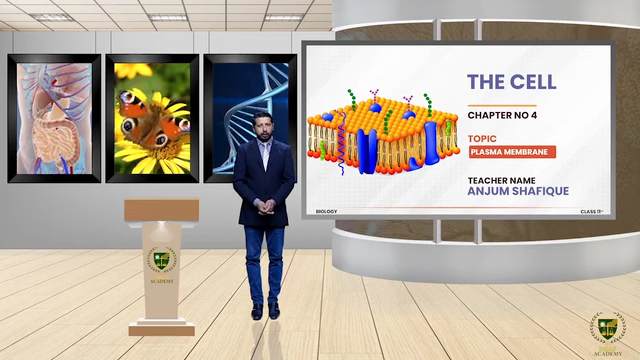 THE CELL
CHAPTER NO 4
TOPIC
PLASMA MEMBRANE
TEACHER NAME
ANJUM SHAFIQUE
BIOLOGY
CLASS 11TH
ACADEMY
ACADEMY